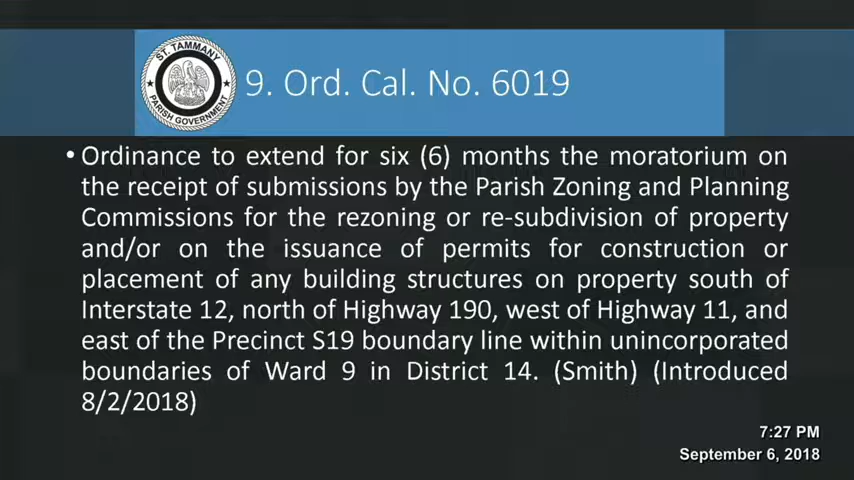 ST. TAMMANY
PARISH GOVERNMENT
9. Ord. Cal. No. 6019
• Ordinance to extend for six (6) months the moratorium on
the receipt of submissions by the Parish Zoning and Planning
Commissions for the rezoning or re-subdivision of property
and/or on the issuance of permits for construction or
placement of any building structures on property south of
Interstate 12, north of Highway 190, west of Highway 11, and
east of the Precinct S19 boundary line within unincorporated
boundaries of Ward 9 in District 14. (Smith) (Introduced
8/2/2018)
7:27 PM
September 6, 2018